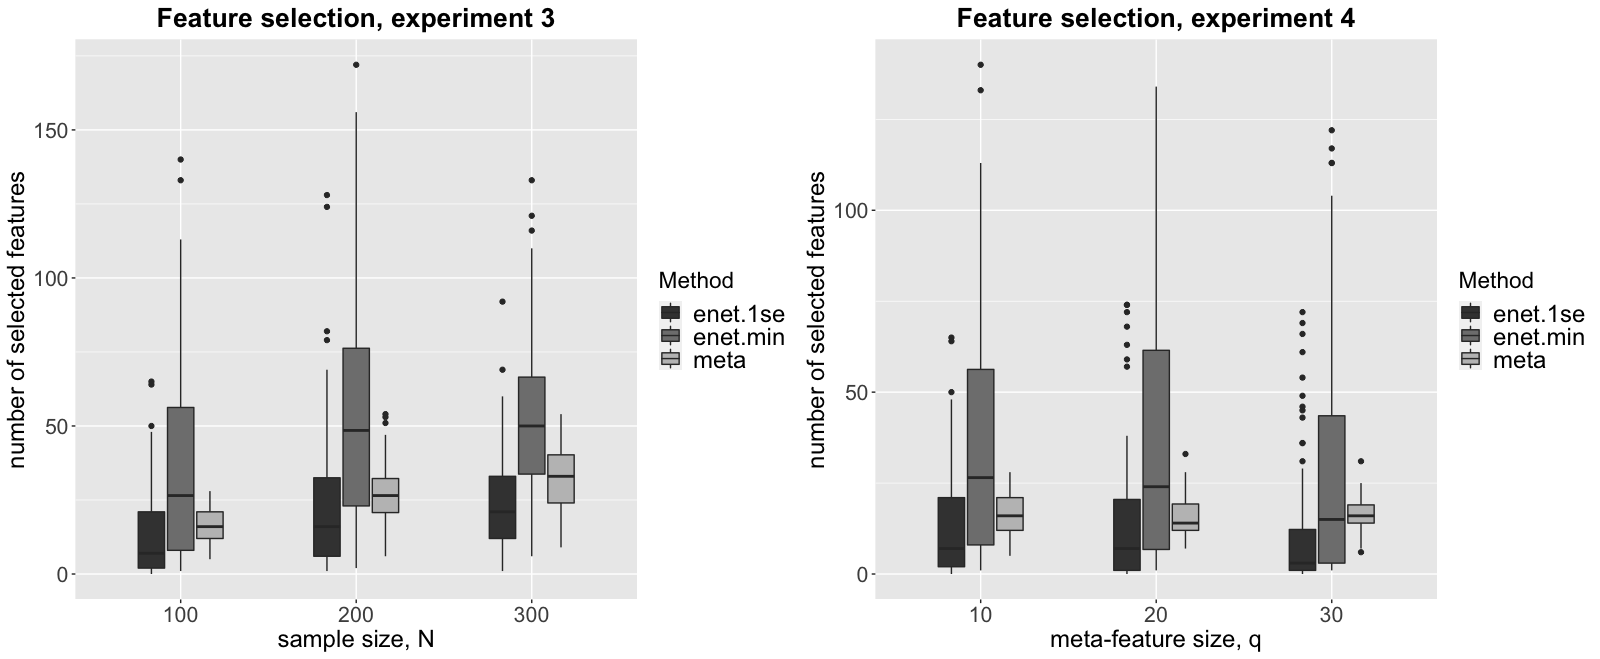 Feature selection, experiment 3
number of selected features
150
100
50
0
100
200
300
sample size, N
Method
enet.1se
enet.min
meta
Feature selection, experiment 4
number of selected features
100
50
0
10
20
30
meta-feature size, q
Method
enet.1se
enet.min
meta